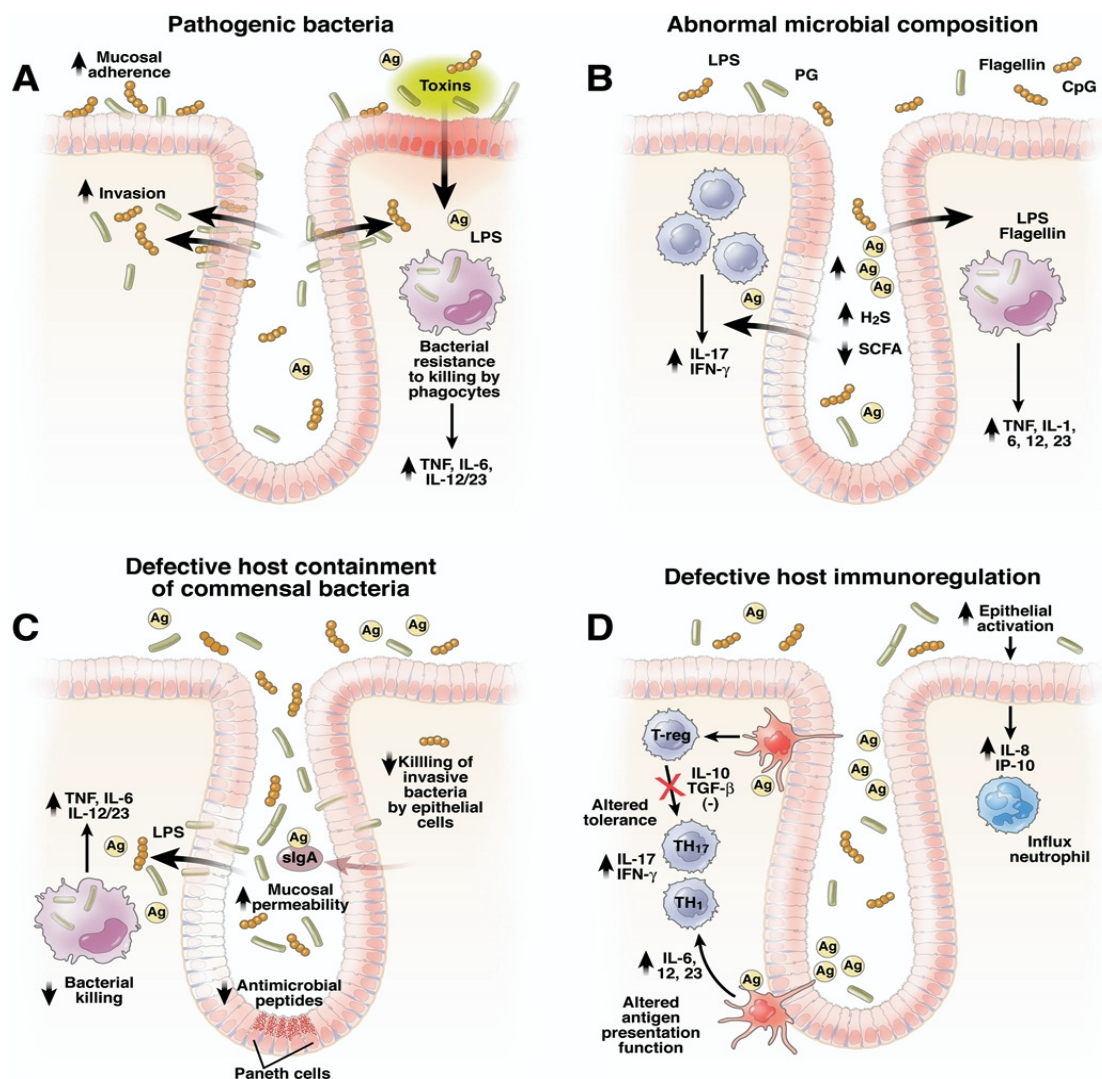 Pathogenic bacteria
A
Mucosal
adherence
Ag
Toxins
Invasion
Ag
LPS
Ag
Bacterial
resistance
to killing by
phagocytes
TNF, IL-6,
IL-12/23
Abnormal microbial composition
B
LPS
PG
Flagellin
CpG
LPS
Flagellin
Ag
Ag
Ag
Ag
H2S
SCFA
IL-17
IFN-γ
Ag
TNF, IL-1,
6, 12, 23
Defective host containment
of commensal bacteria
C
Ag
Ag
Ag
Killling of
invasive
bacteria
by epithelial
cells
TNF, IL-6
IL-12/23
LPS
Ag
Ag
sIgA
Mucosal
permeability
Ag
Bacterial
killing
Antimicrobial
peptides
Paneth cells
Defective host immunoregulation
D
Ag
Epithelial
activation
T-reg
IL-10
TGF-β
(-)
Ag
Ag
Ag
Ag
IL-8
IP-10
Altered
tolerance
TH17
IL-17
IFN-γ
TH1
Influx
neutrophil
IL-6,
12, 23
Ag
Ag
Ag
Ag
Altered
antigen
presentation
function